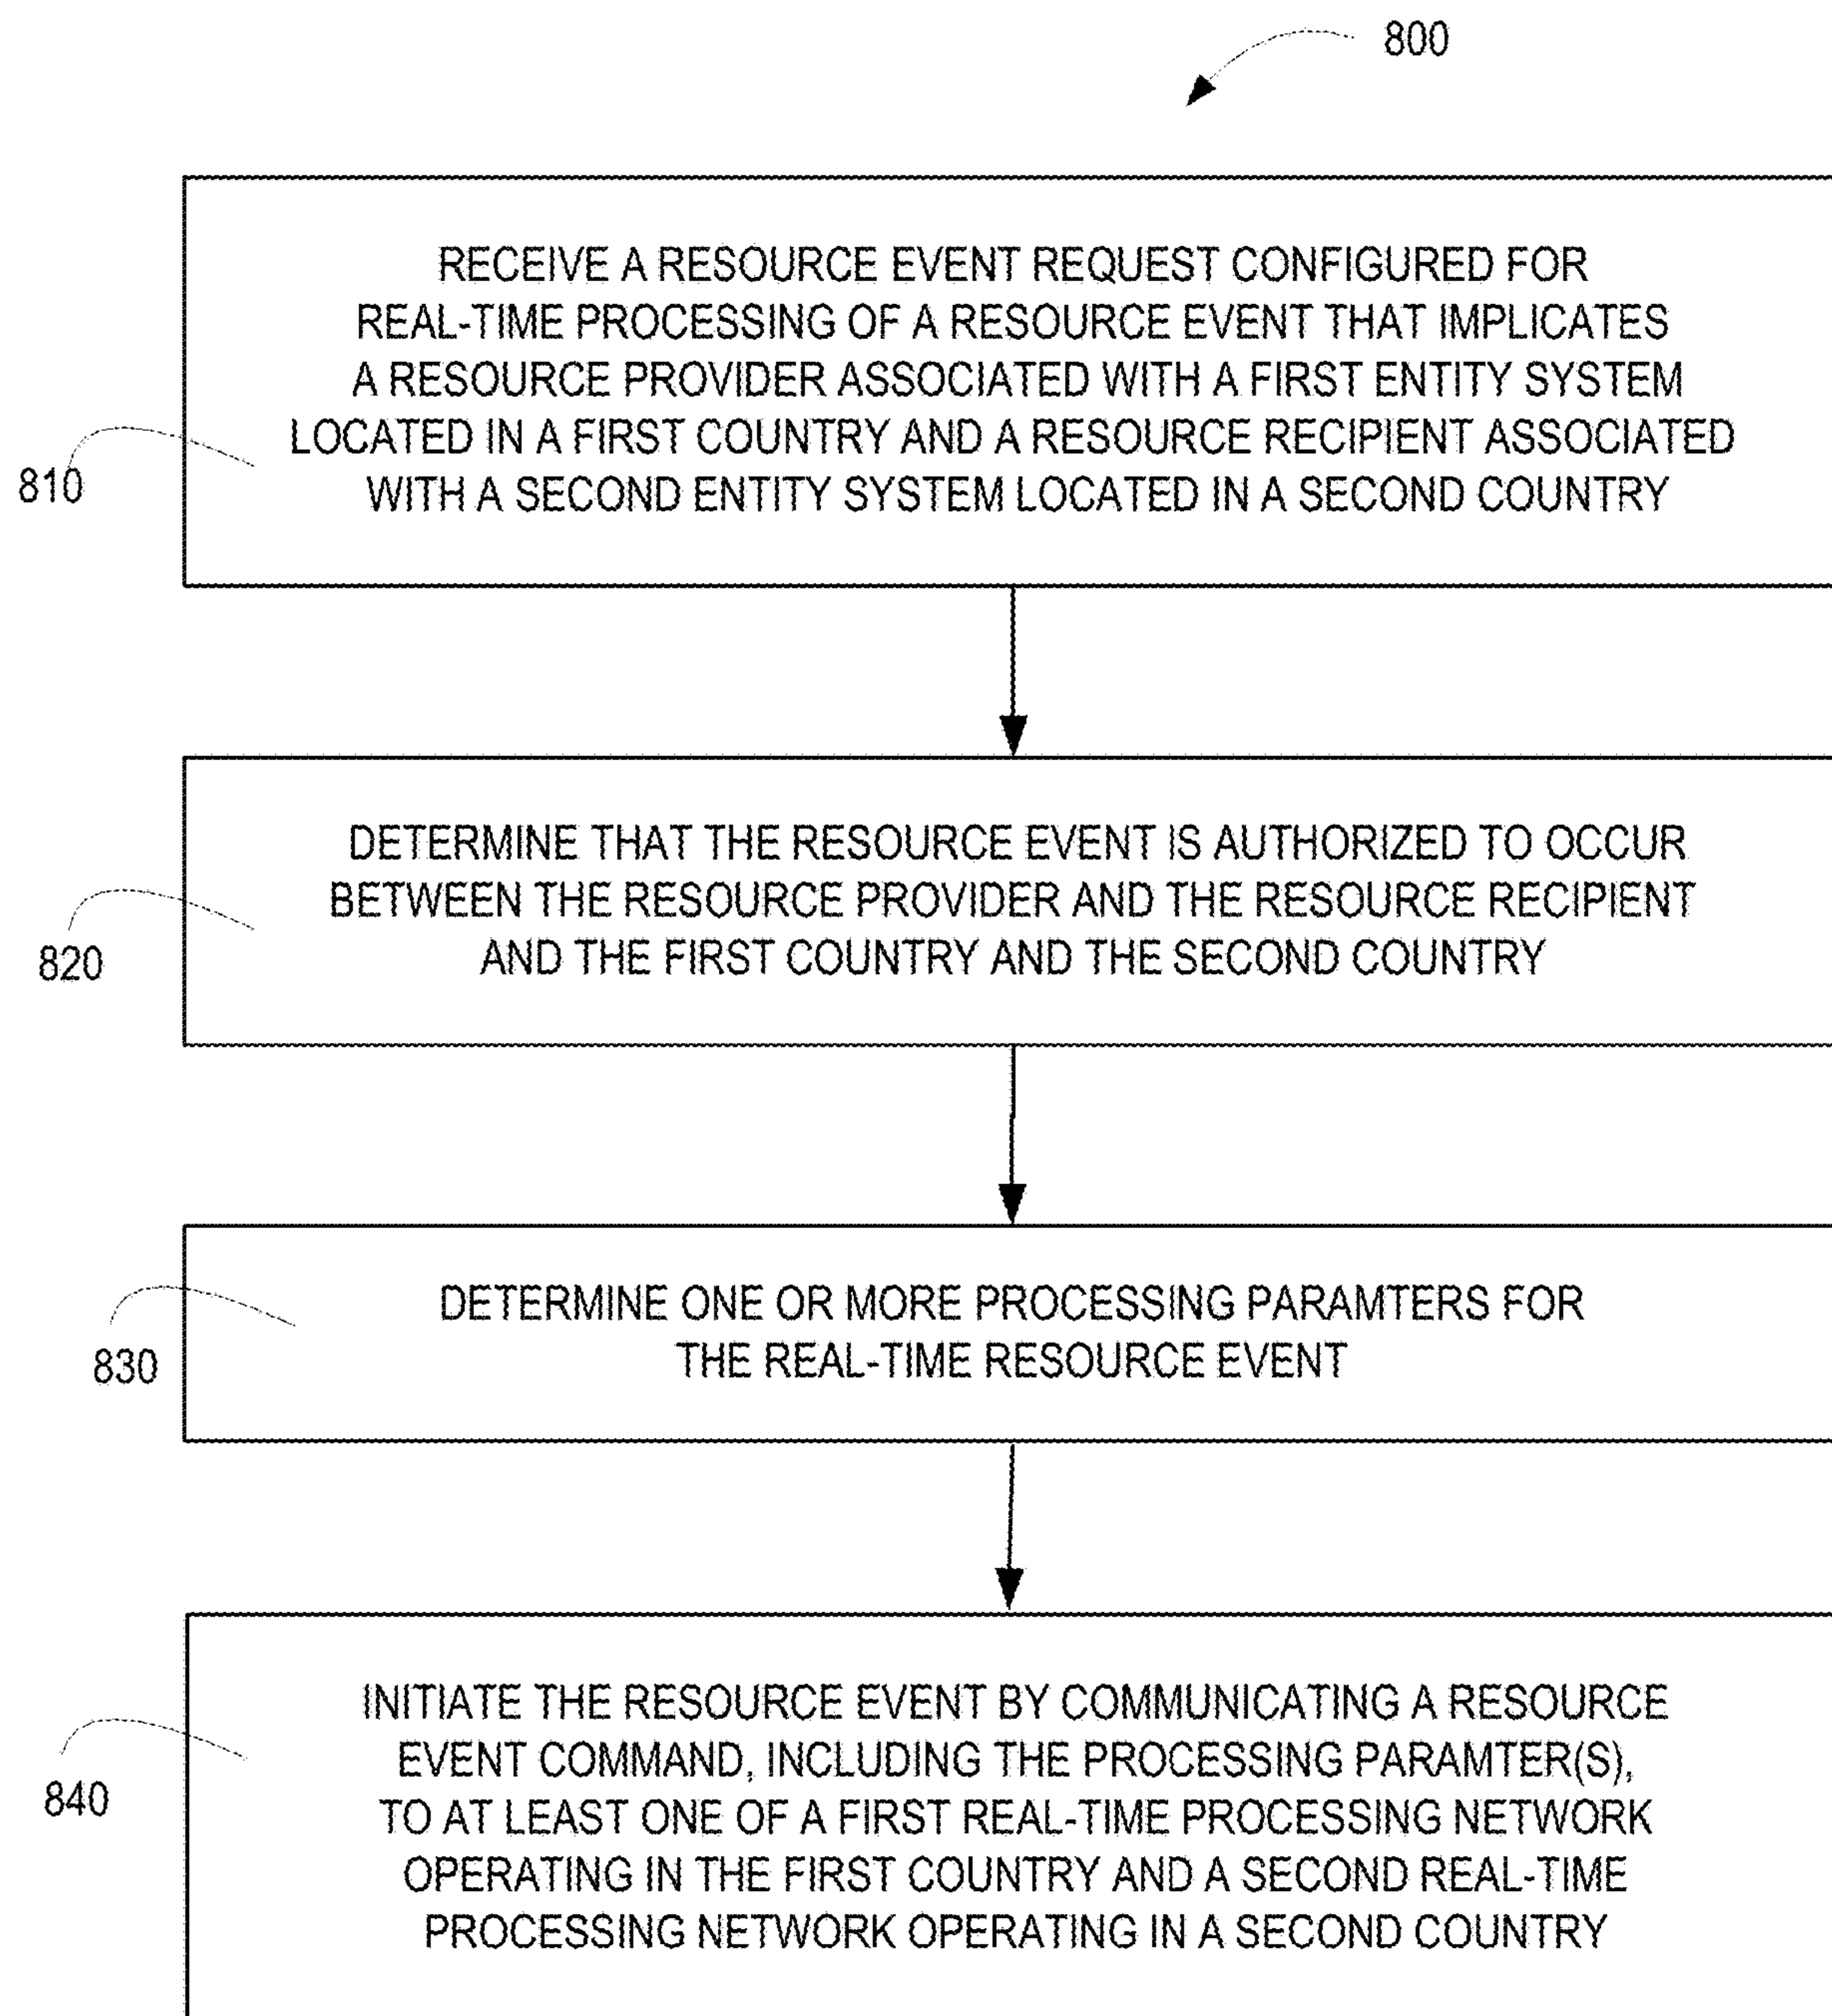 800
RECEIVE A RESOURCE EVENT REQUEST CONFIGURED FOR
REAL-TIME PROCESSING OF A RESOURCE EVENT THAT IMPLICATES
A RESOURCE PROVIDER ASSOCIATED WITH A FIRST ENTITY SYSTEM
LOCATED IN A FIRST COUNTRY AND A RESOURCE RECIPIENT ASSOCIATED
WITH A SECOND ENTITY SYSTEM LOCATED IN A SECOND COUNTRY
810
DETERMINE THAT THE RESOURCE EVENT IS AUTHORIZED TO OCCUR
BETWEEN THE RESOURCE PROVIDER AND THE RESOURCE RECIPIENT
AND THE FIRST COUNTRY AND THE SECOND COUNTRY
820
DETERMINE ONE OR MORE PROCESSING PARAMTERS FOR
THE REAL-TIME RESOURCE EVENT
830
INITIATE THE RESOURCE EVENT BY COMMUNICATING A RESOURCE
EVENT COMMAND, INCLUDING THE PROCESSING PARAMTER(S),
TO AT LEAST ONE OF A FIRST REAL-TIME PROCESSING NETWORK
OPERATING IN THE FIRST COUNTRY AND A SECOND REAL-TIME
PROCESSING NETWORK OPERATING IN A SECOND COUNTRY
840